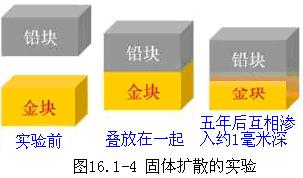 铅块
金块
实验前
铅块
金块
叠放在一起
铅块
金块
五年后互相渗
入约1毫米深
图16.1-4 固体扩散的实验